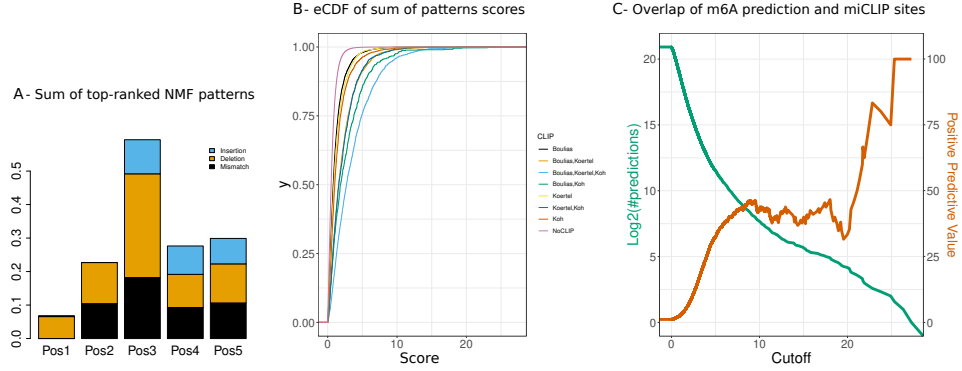 A - Sum of top-ranked NMF patterns
Insertion
Deletion
Mismatch
0.5
0.4
0.3
0.2
0.1
0.0
Pos1 Pos2 Pos3 Pos4 Pos5
B - eCDF of sum of patterns scores
1.00
0.75
0.50
0.25
0.00
y
0 10 20
Score
CLIP
Boulias
Boulias,Koertel
Boulias,Koertel,Koh
Boulias,Koh
Koertel
Koertel,Koh
Koh
NoCLIP
C- Overlap of m6A prediction and miCLIP sites
20
15
10
5
0
Log2(#predictions)
0 10 20
Cutoff
100
75
50
25
0
Positive Predictive Value